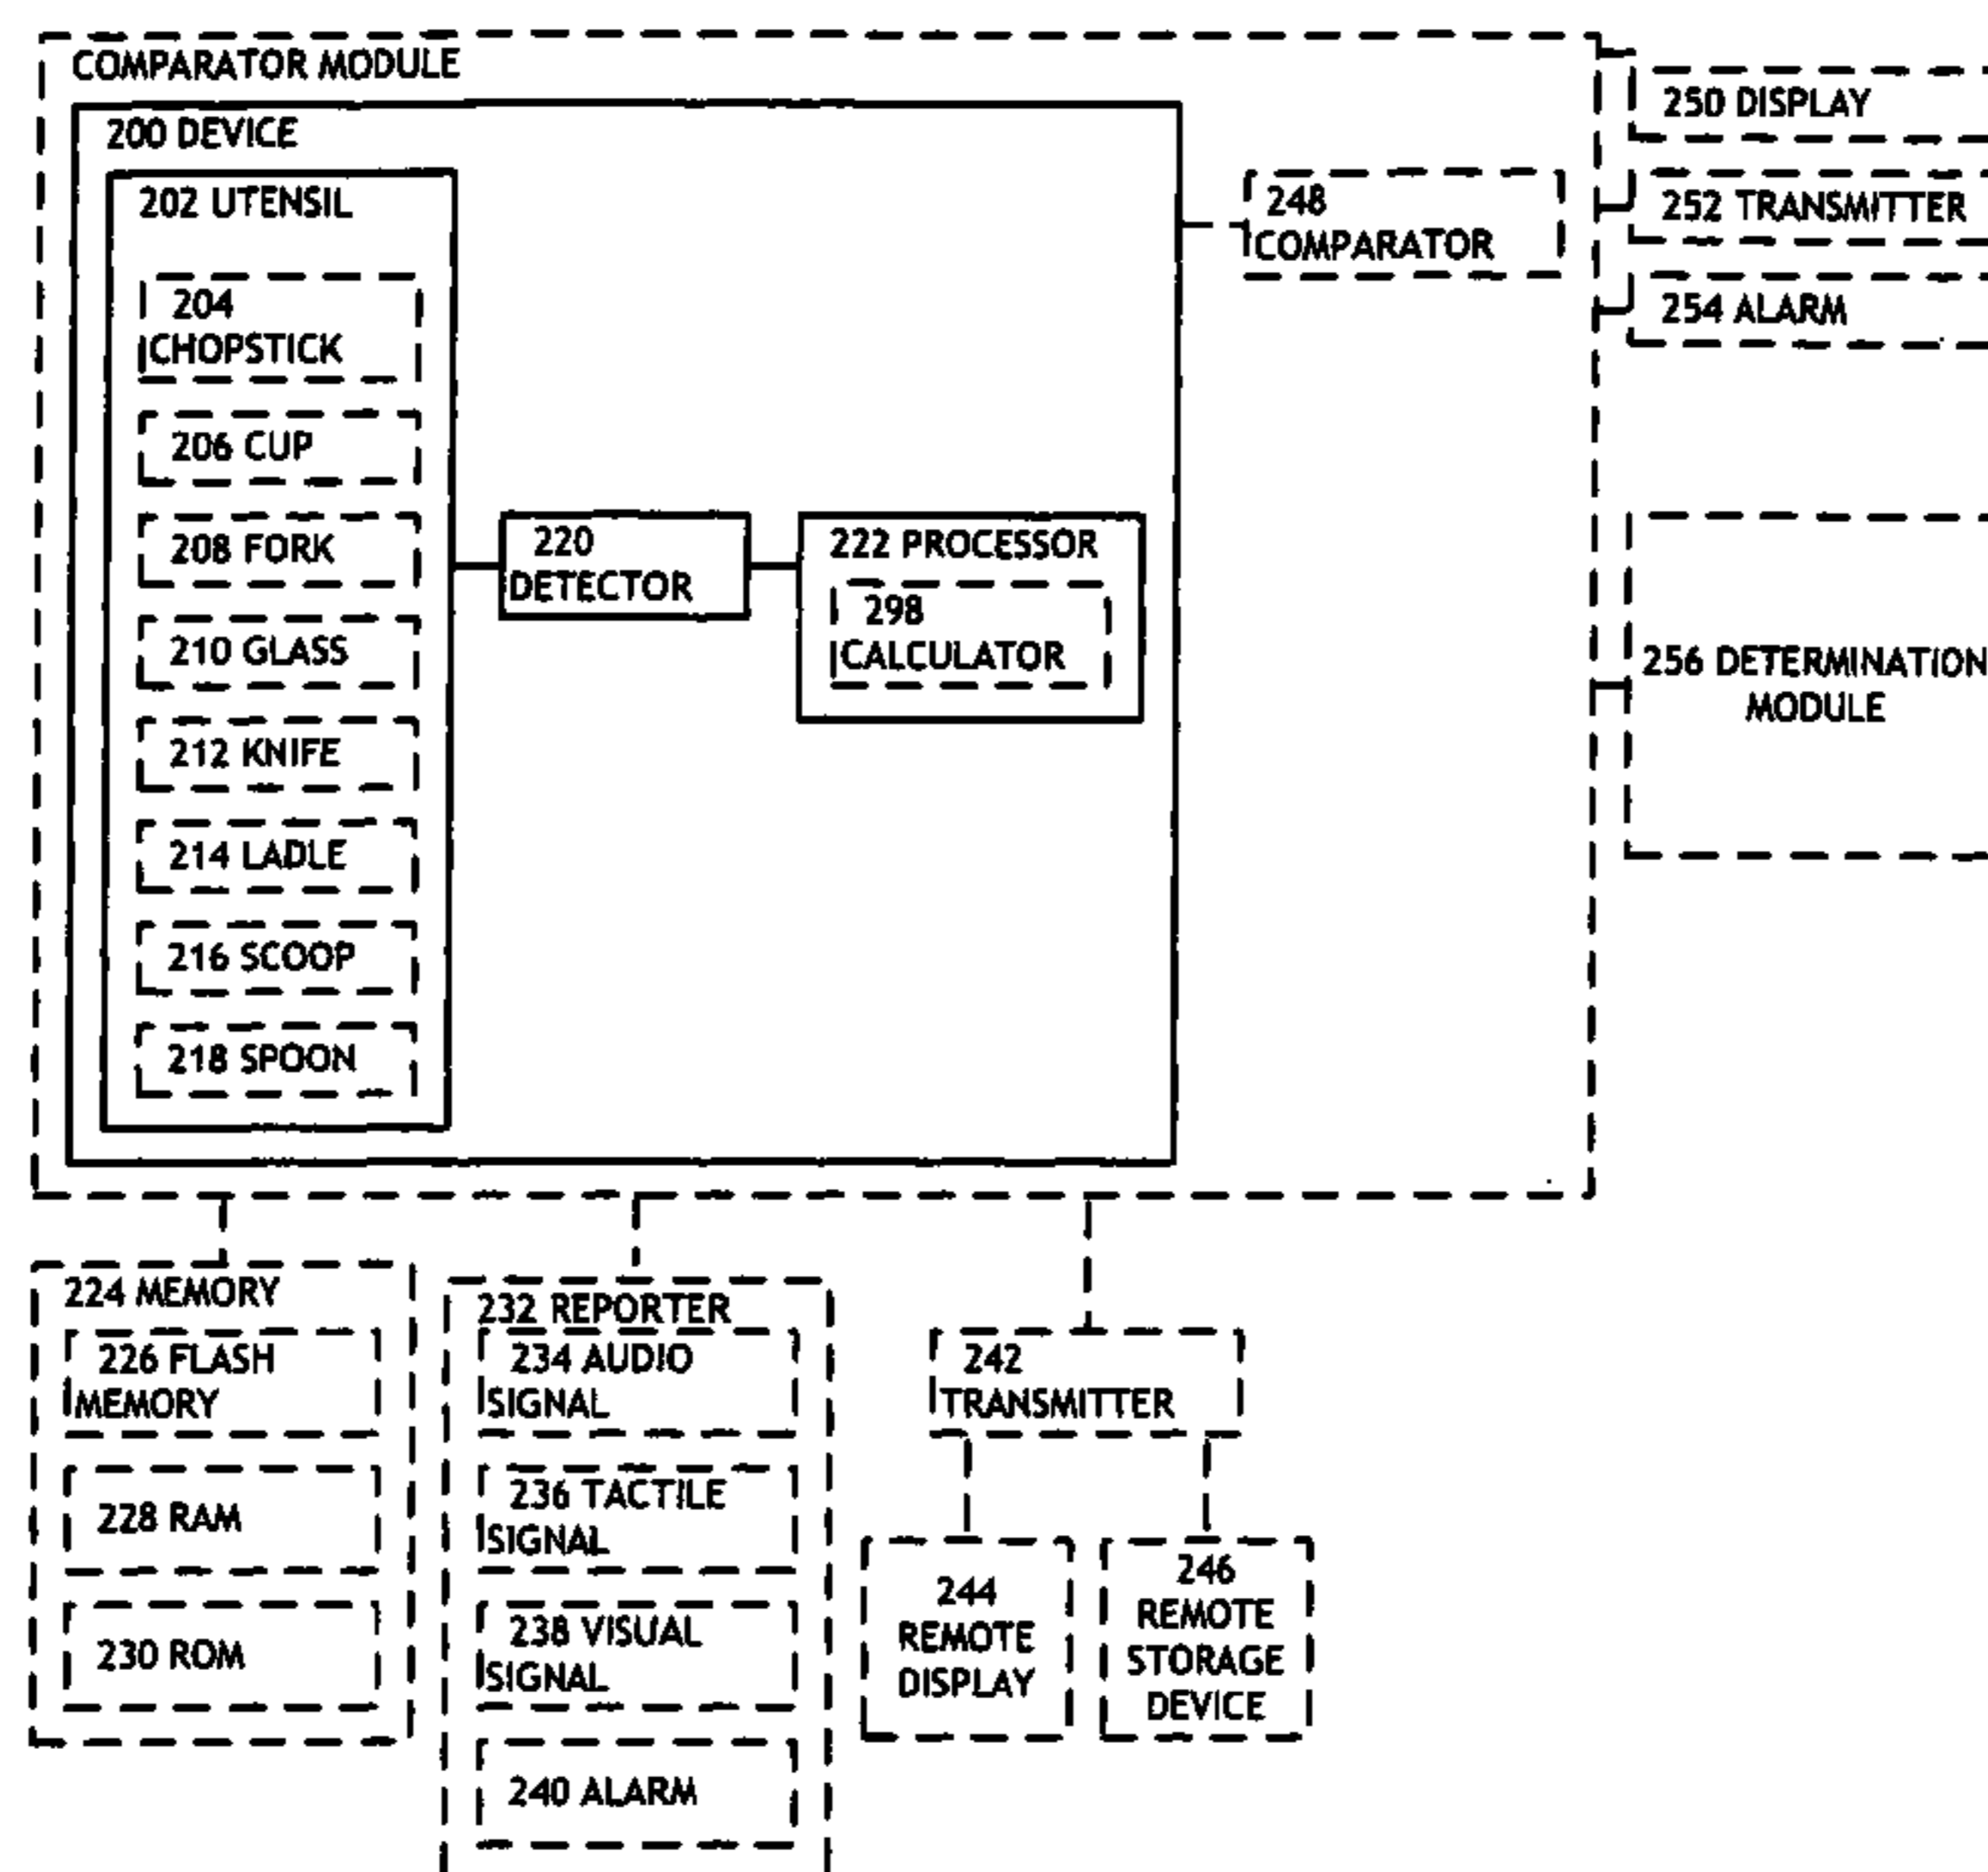 COMPARATOR MODULE
200 DEVICE
202 UTENSIL
204
CHOPSTICK
206 CUP
208 FORK
210 GLASS
212 KNIFE
214 LADLE
216 SCOOP
218 SPOON
220
DETECTOR
222 PROCESSOR
298
CALCULATOR
248
COMPARATOR
250 DISPLAY
252 TRANSMITTER
254 ALARM
256 DETERMINATION
MODULE
224 MEMORY
226 FLASH
MEMORY
228 RAM
230 ROM
232 REPORTER
234 AUDIO
SIGNAL
236 TACTILE
SIGNAL
238 VISUAL
SIGNAL
240 ALARM
242
TRANSMITTER
244
REMOTE
DISPLAY
246
REMOTE
STORAGE
DEVICE